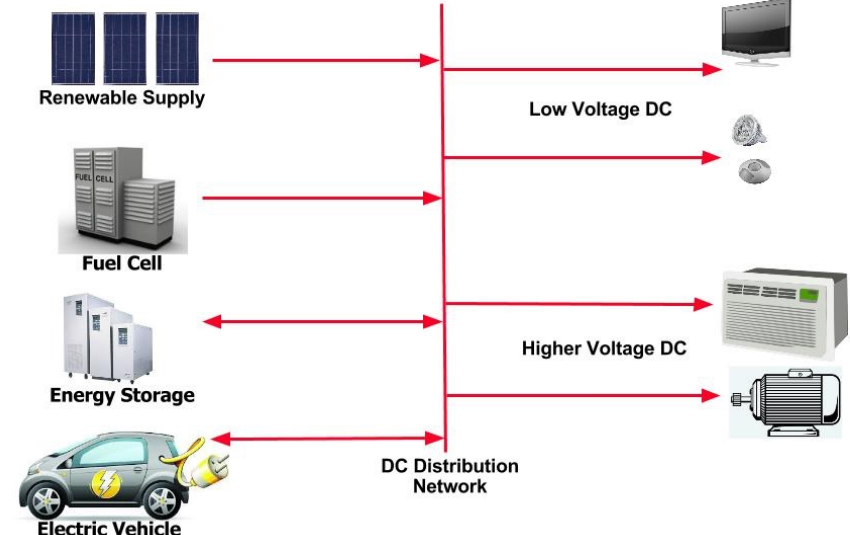 Renewable Supply
Low Voltage DC
FUEL CELL
Fuel Cell
Higher Voltage DC
Energy Storage
DC Distribution
Network
Electric Vehicle